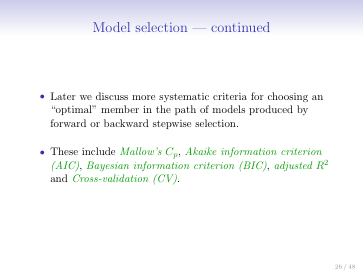 Model selection — continued
• Later we discuss more systematic criteria for choosing an
“optimal” member in the path of models produced by
forward or backward stepwise selection.
• These include Mallow's Cp, Akaike information criterion
(AIC), Bayesian information criterion (BIC), adjusted R²
and Cross-validation (CV).
26 / 48